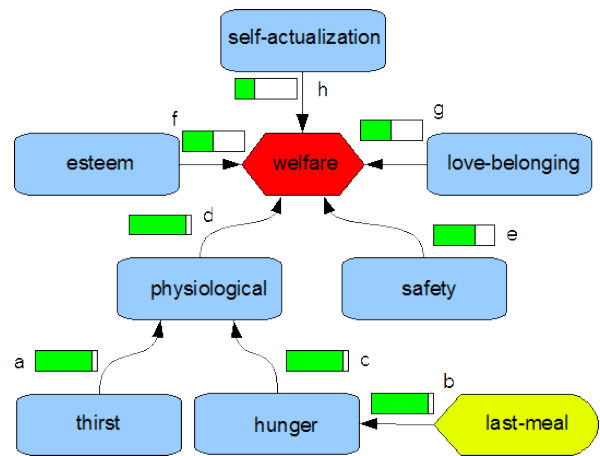 self-actualization
h
f
g
esteem
welfare
love-belonging
d
e
physiological
safety
a
c
b
thirst
hunger
last-meal